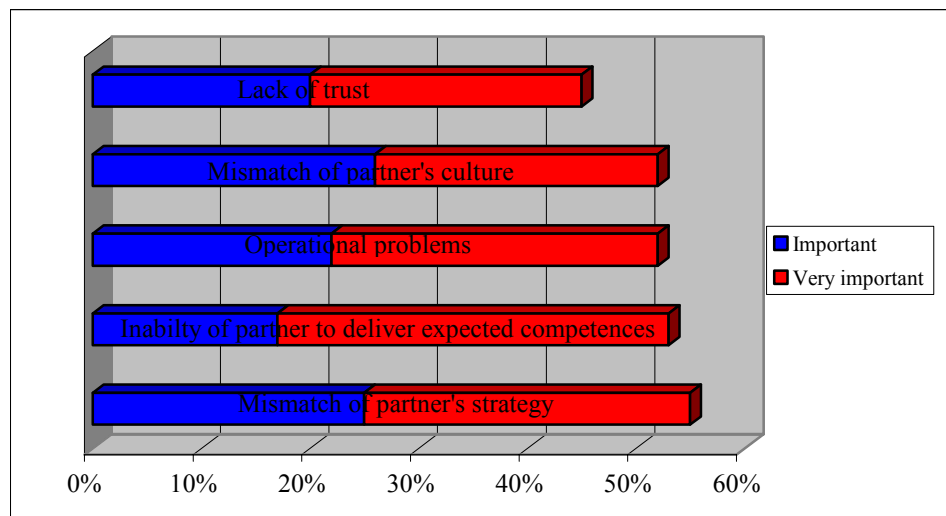 Lack of trust
Mismatch of partner's culture
Operational problems
Inabilty of partner to deliver expected competences
Mismatch of partner's strategy
0% 10% 20% 30% 40% 50% 60%
Important
Very important